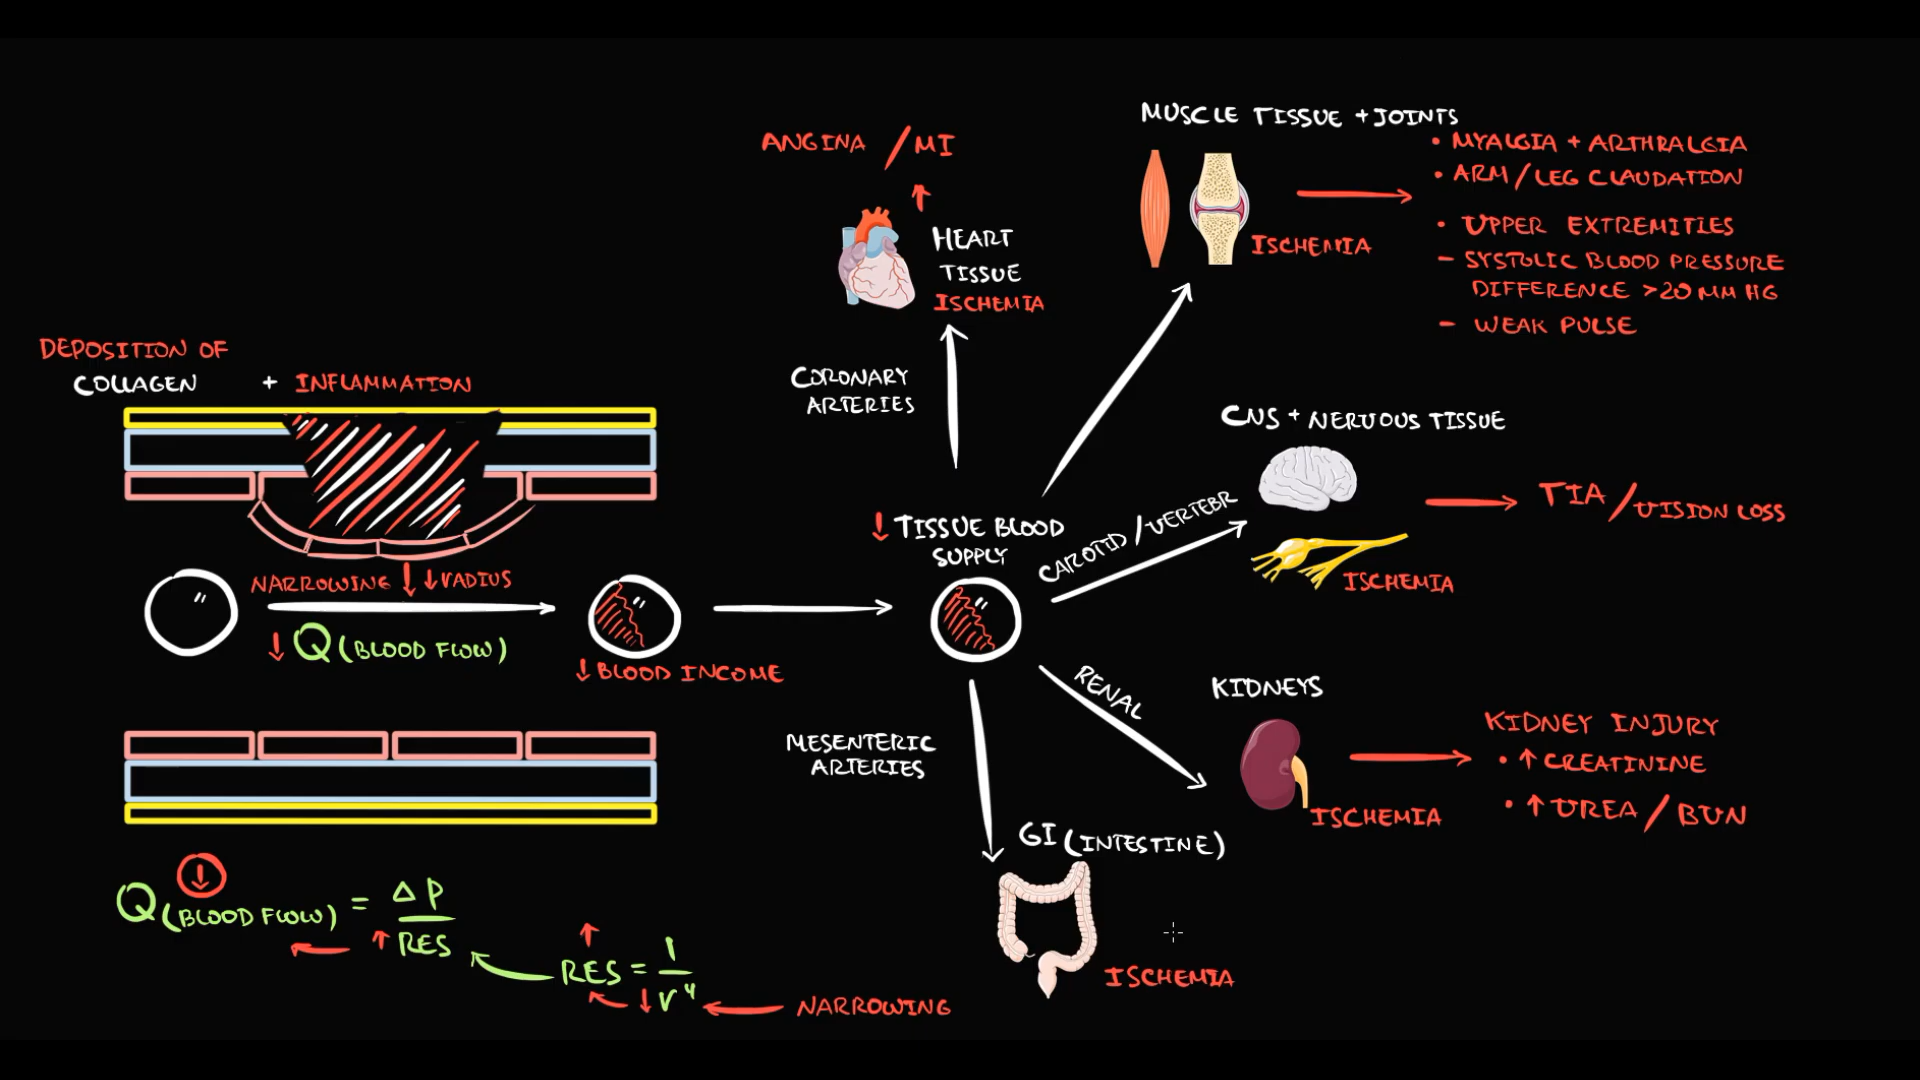 DEPOSITION OF
COLLAGEN + INFLAMMATION
NARROWING ↓ ↓ RADIUS
↓ Q (BLOOD FLOW)
↓ BLOOD INCOME
Q (BLOOD FLOW) = Δ P
↑ RES
↑
RES = 1
↓ r⁴
NARROWING
ANGINA / MI
↑
HEART
TISSUE
ISCHEMIA
CORONARY
ARTERIES
↓ TISSUE BLOOD
SUPPLY
MESENTERIC
ARTERIES
GI (INTESTINE)
ISCHEMIA
MUSCLE TISSUE + JOINTS
ISCHEMIA
• MYALGIA + ARTHRALGIA
• ARM / LEG CLAUDATION
• UPPER EXTREMITIES
- SYSTOLIC BLOOD PRESSURE
DIFFERENCE >20 MM HG
- WEAK PULSE
CAROTID / VERTEBR
CNS + NERVOUS TISSUE
ISCHEMIA
TIA / VISION LOSS
RENAL
KIDNEYS
ISCHEMIA
KIDNEY INJURY
• ↑ CREATININE
• ↑ UREA / BUN